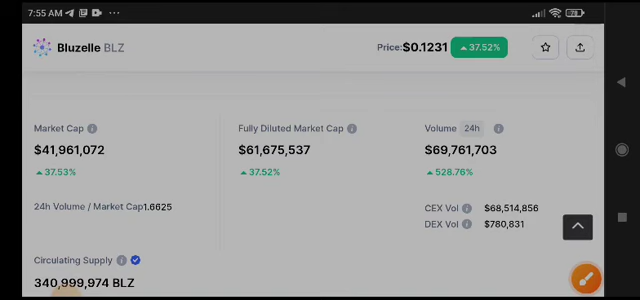 7:55 AM ...
70
Bluzelle BLZ
Price:$0.1231 37.52%
Market Cap
Fully Diluted Market Cap
Volume 24h
$41,961,072
$61,675,537
$69,761,703
37.53%
37.52%
528.76%
24h Volume / Market Cap1.6625
CEX Vol $68,514,856
DEX Vol $780,831
Circulating Supply
340,999,974 BLZ